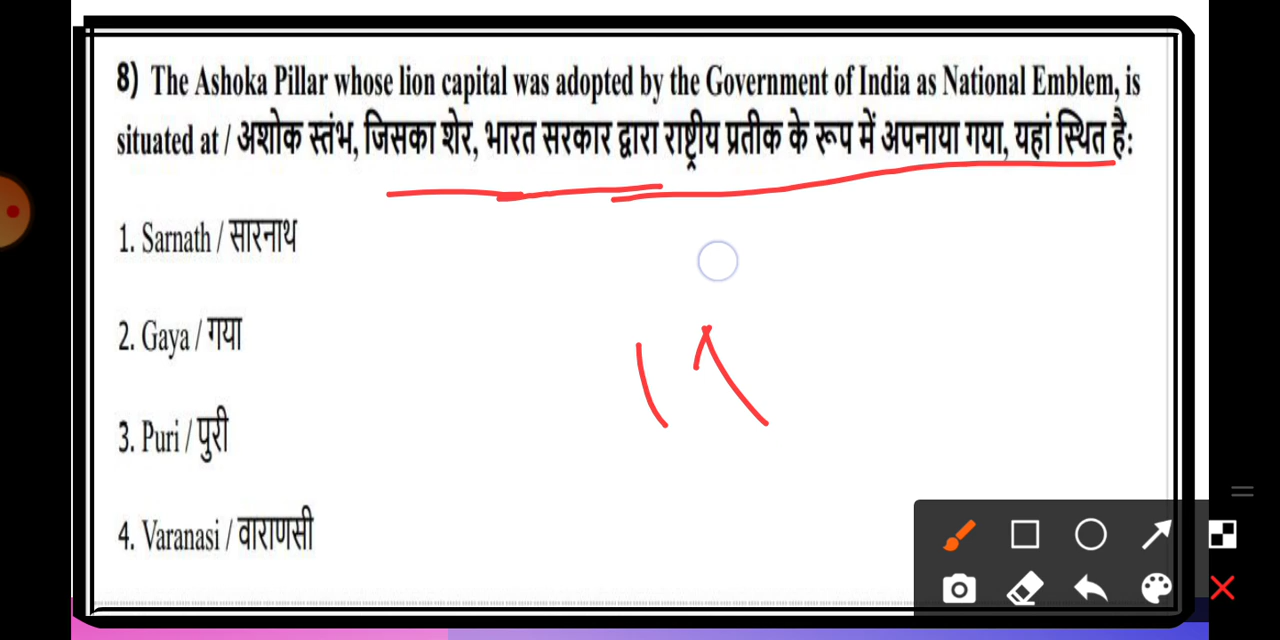 8) The Ashoka Pillar whose lion capital was adopted by the Government of India as National Emblem, is
situated at / अशोक स्तंभ, जिसका शेर, भारत सरकार द्वारा राष्ट्रीय प्रतीक के रूप में अपनाया गया, यहां स्थित है:
1. Sarnath / सारनाथ
2. Gaya / गया
3. Puri / पुरी
4. Varanasi / वाराणसी